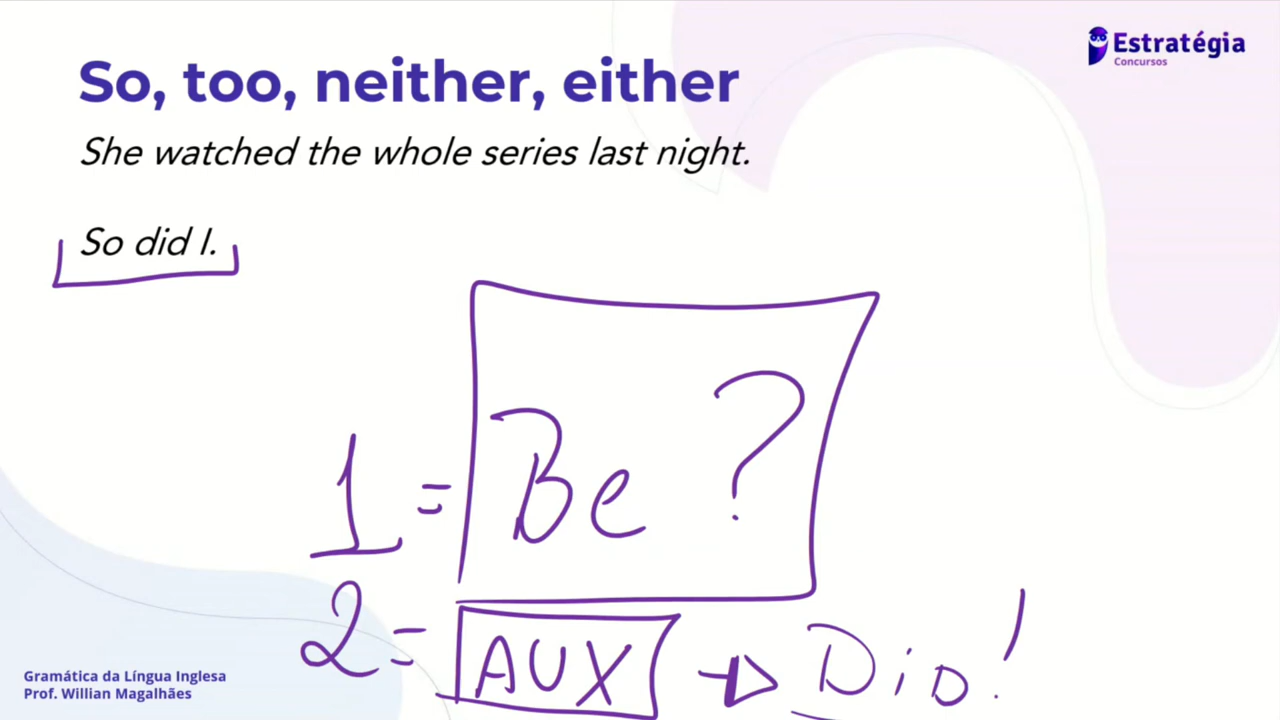 Estratégia
Concursos
So, too, neither, either
She watched the whole series last night.
So did I.
1 = Be ?
2 = AUX → DiD!
Gramática da Língua Inglesa
Prof. Willian Magalhães